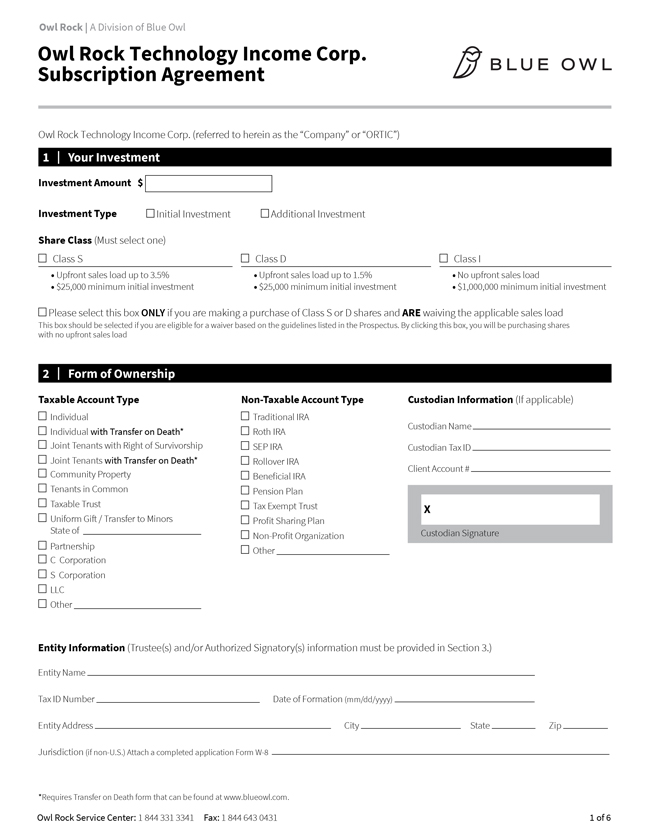 Owl Rock | A Division of Blue Owl
Owl Rock Technology Income Corp.
Subscription Agreement
BLUE OWL
Owl Rock Technology Income Corp. (referred to herein as the “Company” or “ORTIC”)
1 | Your Investment
Investment Amount $
Investment Type Initial Investment Additional Investment
Share Class (Must select one)
Class S Class D Class I
• Upfront sales load up to 3.5% • Upfront sales load up to 1.5% • No upfront sales load
• $25,000 minimum initial investment • $25,000 minimum initial investment • $1,000,000 minimum initial investment
Please select this box ONLY if you are making a purchase of Class S or D shares and ARE waiving the applicable sales load
This box should be selected if you are eligible for a waiver based on the guidelines listed in the Prospectus. By clicking this box, you will be purchasing shares
with no upfront sales load
2 | Form of Ownership
Taxable Account Type
Individual
Individual with Transfer on Death*
Joint Tenants with Right of Survivorship
Joint Tenants with Transfer on Death*
Community Property
Tenants in Common
Taxable Trust
Uniform Gift / Transfer to Minors
State of
Partnership
C Corporation
S Corporation
LLC
Other
Non-Taxable Account Type
Traditional IRA
Roth IRA
SEP IRA
Rollover IRA
Beneficial IRA
Pension Plan
Tax Exempt Trust
Profit Sharing Plan
Non-Profit Organization
Other
Custodian Information (If applicable)
Custodian Name
Custodian Tax ID
Client Account #
X
Custodian Signature
Entity Information (Trustee(s) and/or Authorized Signatory(s) information must be provided in Section 3.)
Entity Name
Tax ID Number Date of Formation (mm/dd/yyyy)
Entity Address City State Zip
Jurisdiction (if non-U.S.) Attach a completed application Form W-8
*Requires Transfer on Death form that can be found at www.blueowl.com.
Owl Rock Service Center: 1 844 331 3341 Fax: 1 844 643 0431 1 of 6